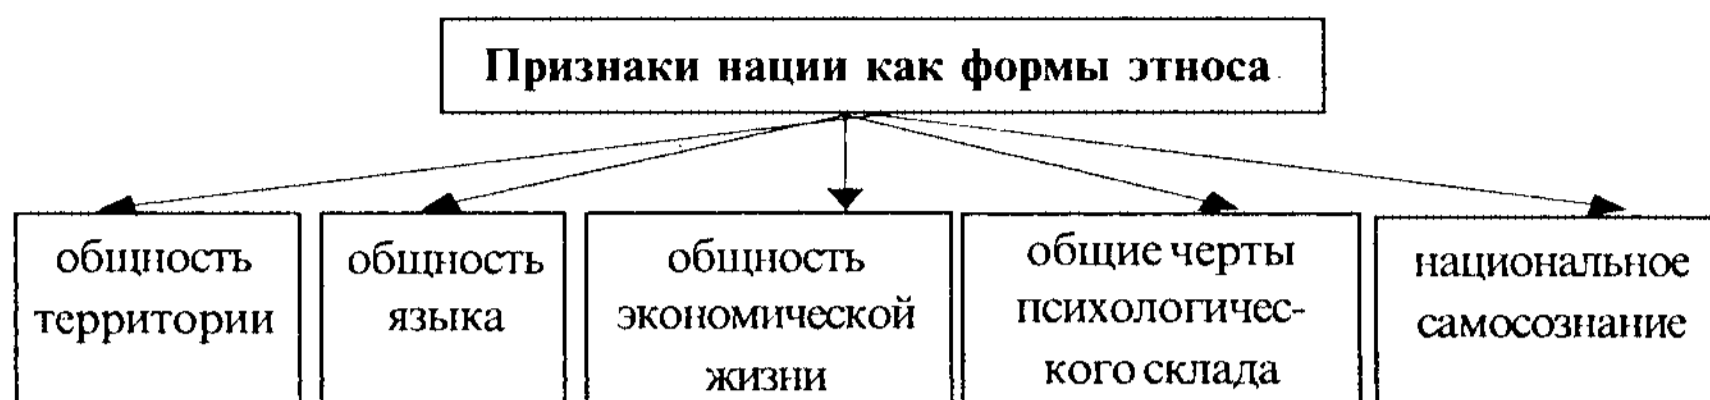 Признаки нации как формы этноса
общность
территории
общность
языка
общность
экономической
жизни
общие черты
психологичес-
кого склада
национальное
самосознание